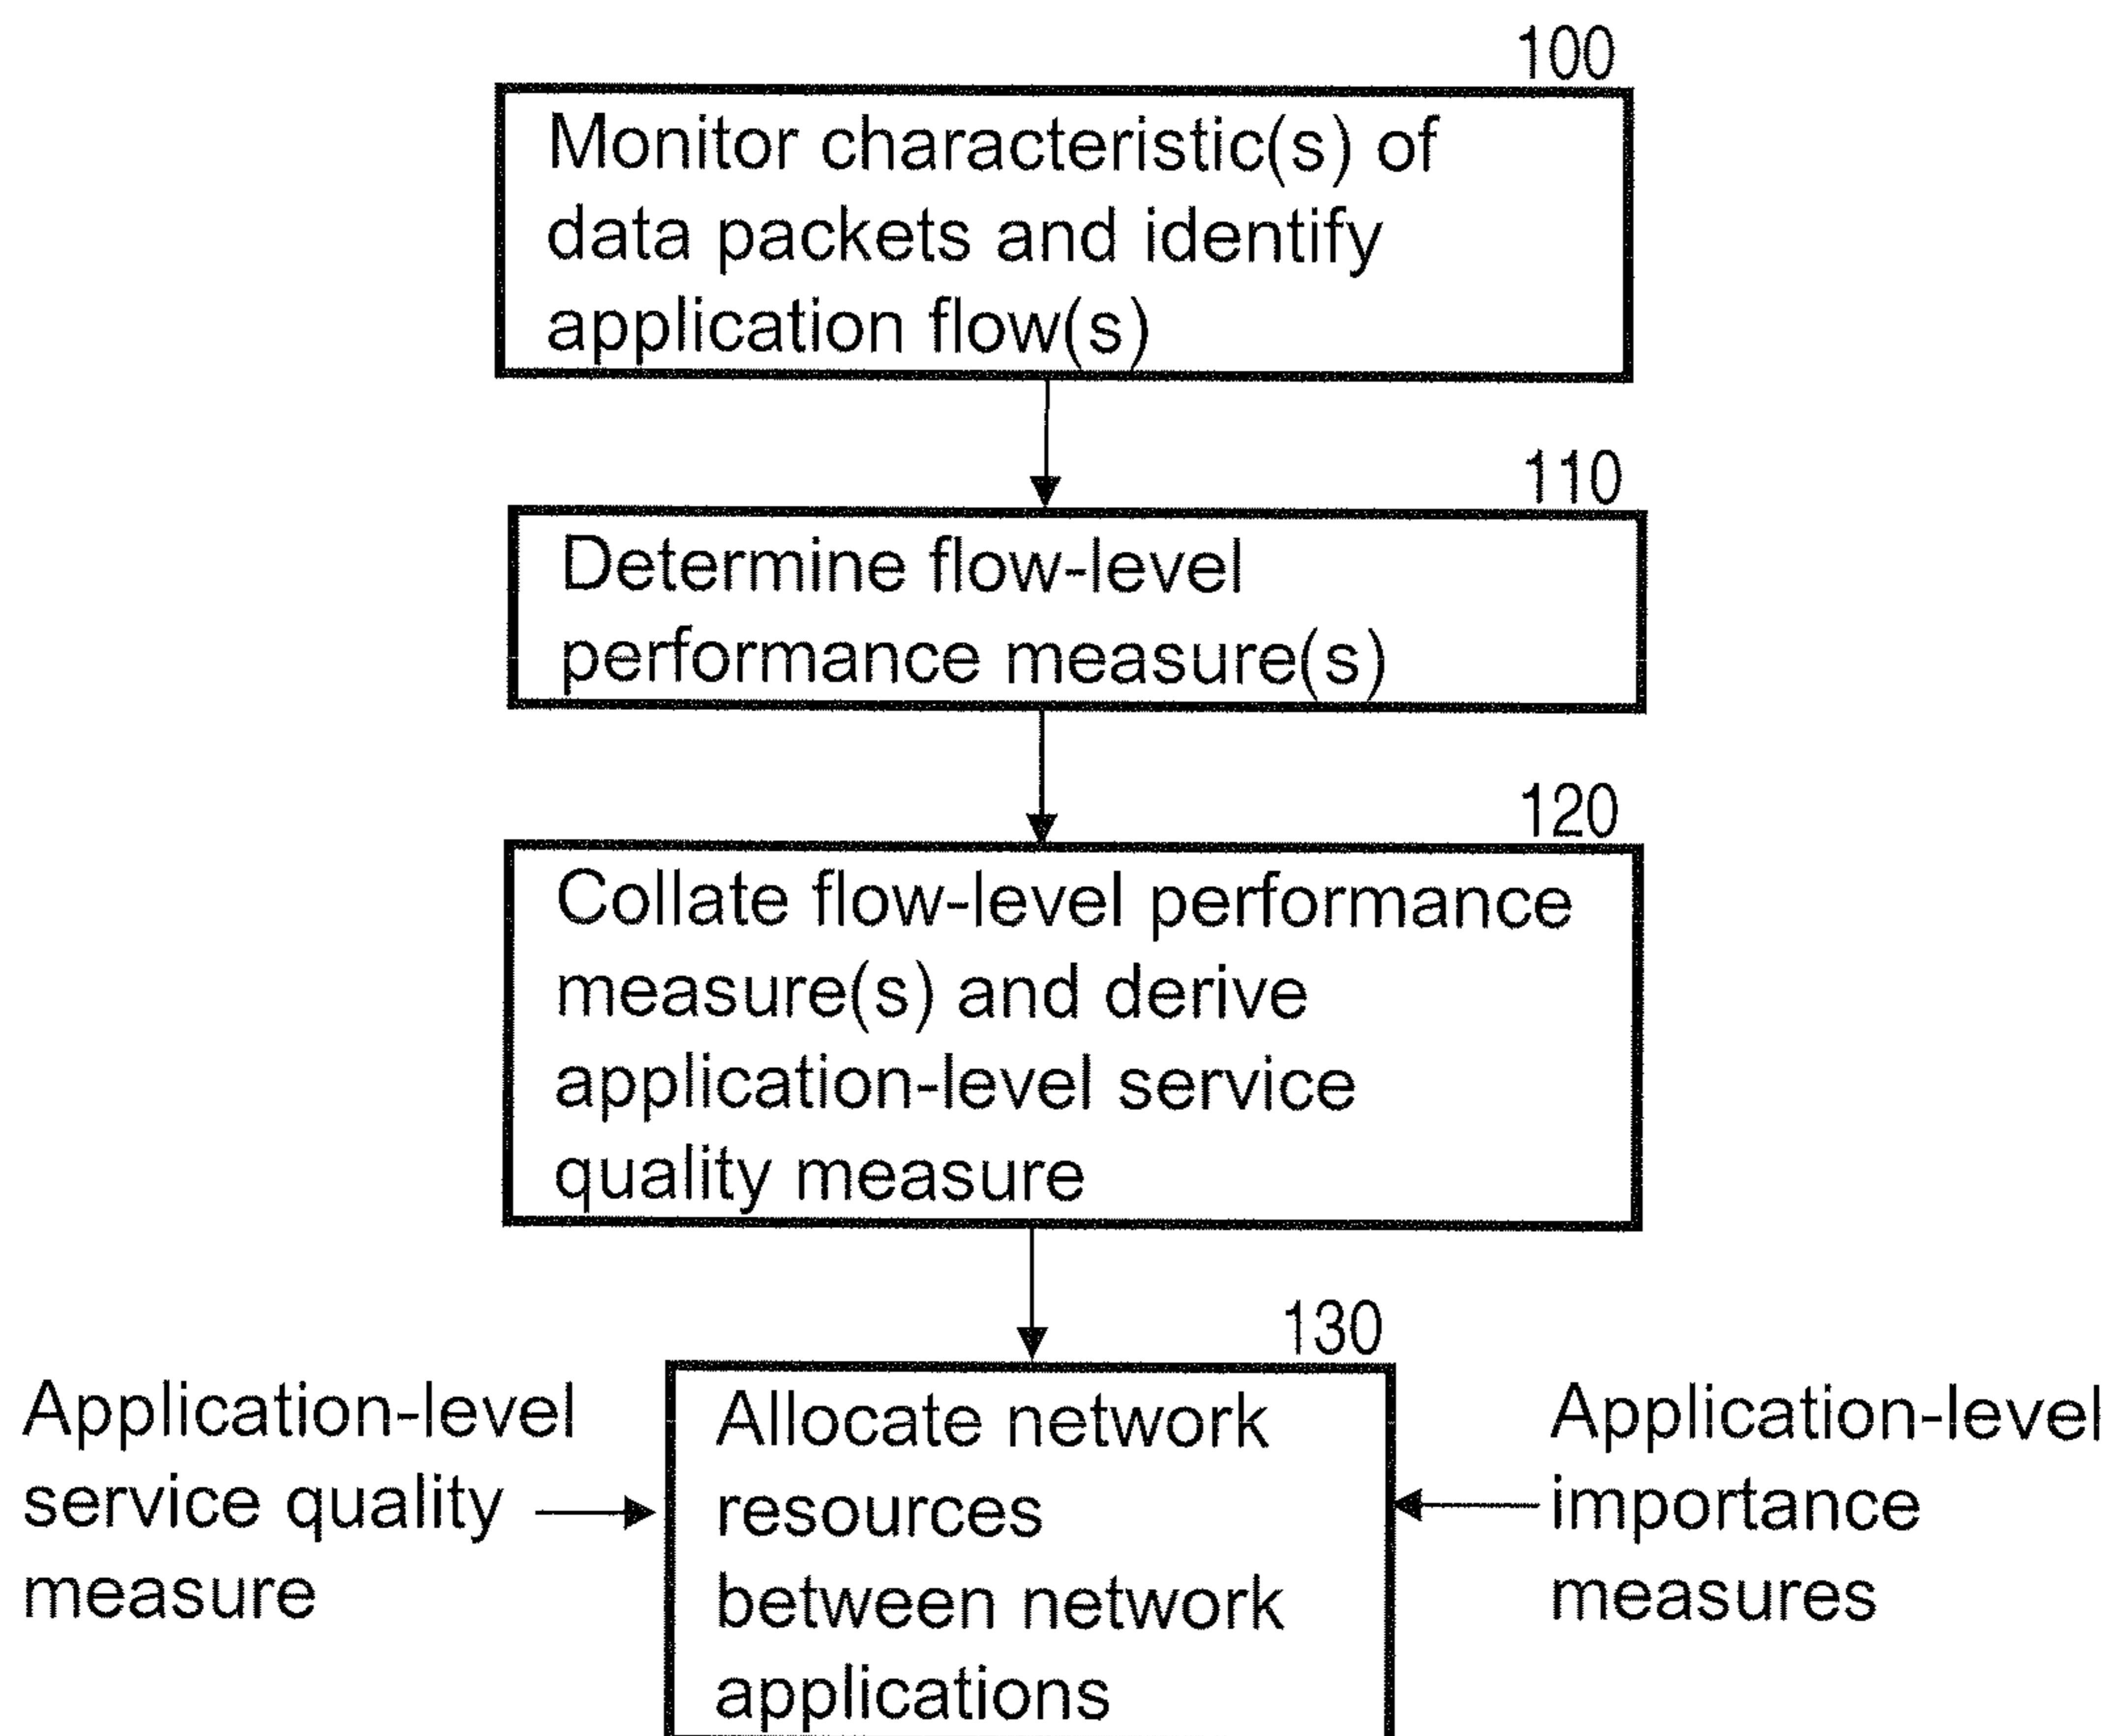 100
Monitor characteristic(s) of
data packets and identify
application flow(s)
110
Determine flow-level
performance measure(s)
120
Collate flow-level performance
measure(s) and derive
application-level service
quality measure
130
Application-level
service quality
measure
Allocate network
resources
between network
applications
Application-level
importance
measures